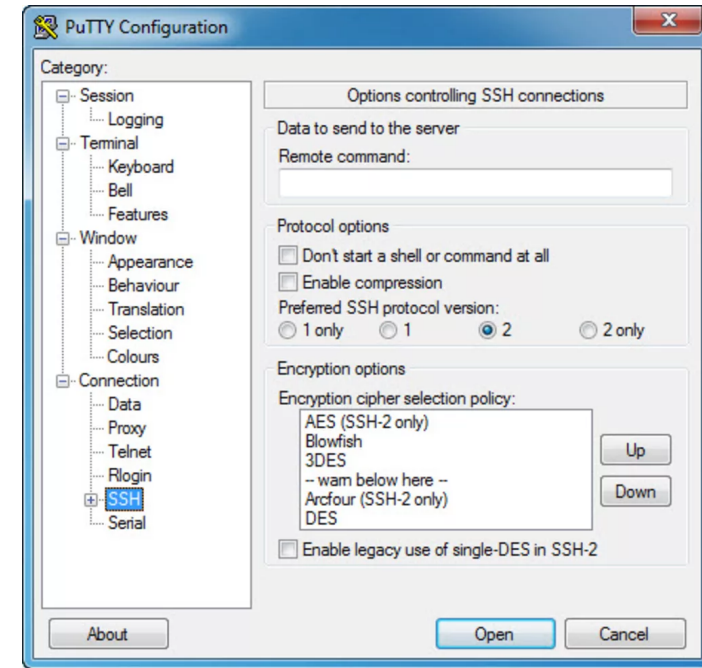 PuTTY Configuration
Category:
Session
Logging
Terminal
Keyboard
Bell
Features
Window
Appearance
Behaviour
Translation
Selection
Colours
Connection
Data
Proxy
Telnet
Rlogin
SSH
Serial
Options controlling SSH connections
Data to send to the server
Remote command:
Protocol options
Don't start a shell or command at all
Enable compression
Preferred SSH protocol version:
1 only 1 2 2 only
Encryption options
Encryption cipher selection policy:
AES (SSH-2 only)
Blowfish
3DES
-- warn below here --
Arcfour (SSH-2 only)
DES
Up
Down
Enable legacy use of single-DES in SSH-2
About Open Cancel